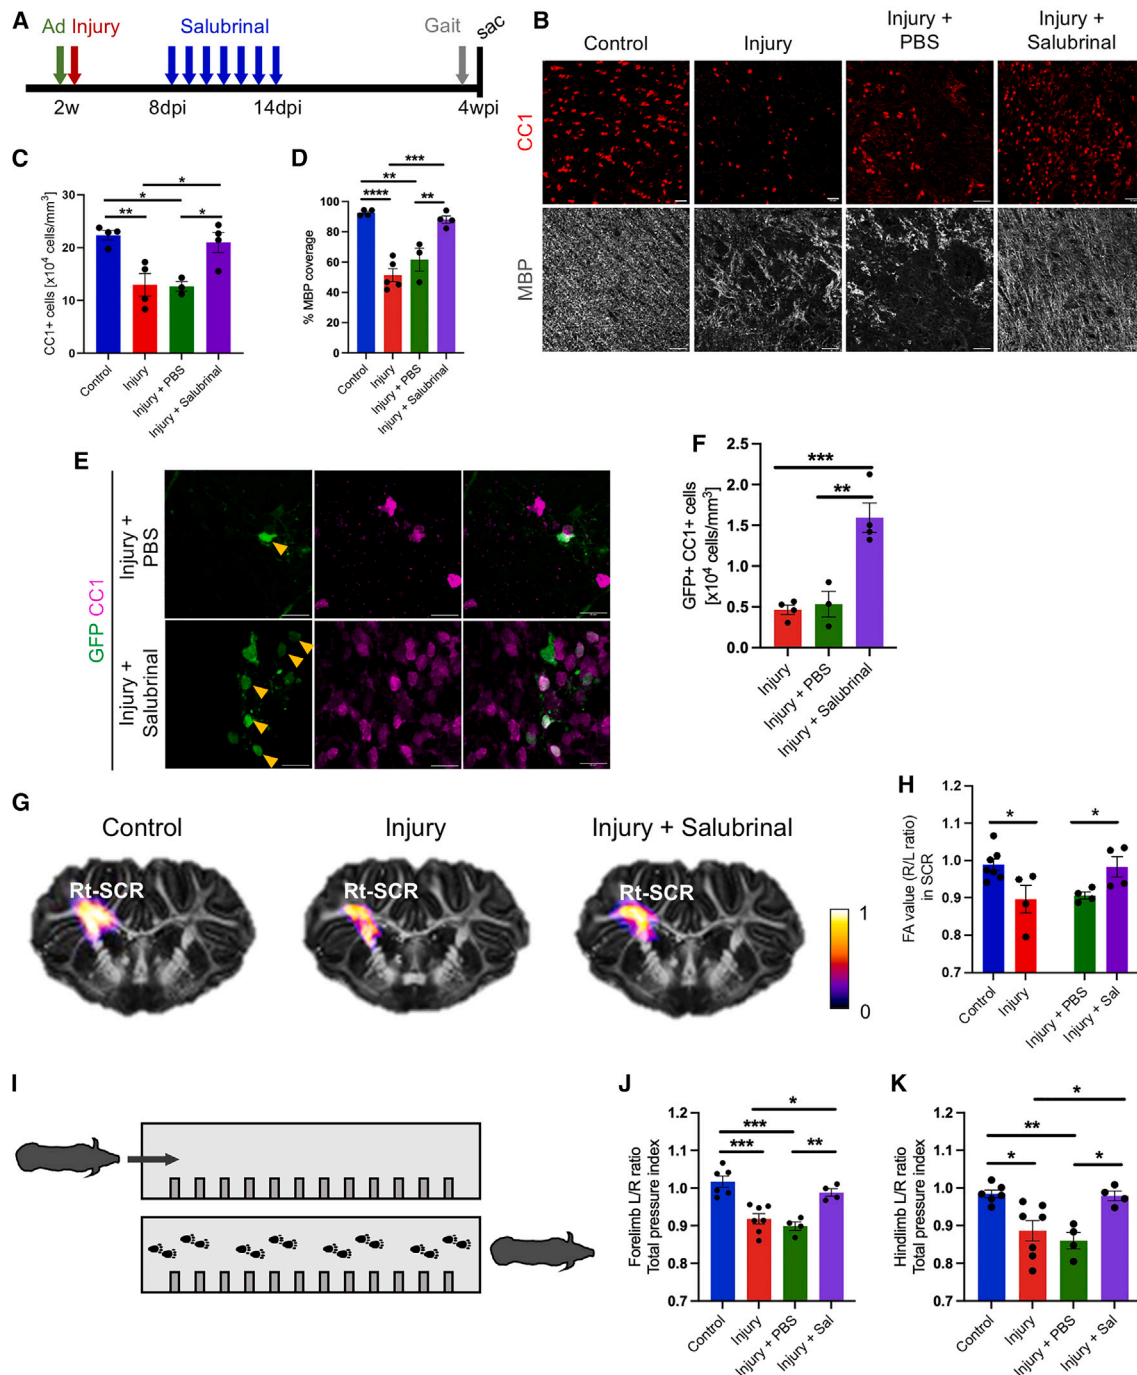 A
Ad Injury
Salubrinal
Gait
sac
2w
8dpi
14dpi
4wpi
B
Control
Injury
Injury +
PBS
Injury +
Salubrinal
CC1
MBP
C
CC1+ cells [x10⁴ cells/mm³]
30
20
10
0
**
*
*
*
Control
Injury
Injury + PBS
Injury + Salubrinal
D
% MBP coverage
100
80
60
40
20
0
****
**
***
**
Control
Injury
Injury + PBS
Injury + Salubrinal
E
GFP CC1
Injury +
PBS
Injury +
Salubrinal
F
GFP+ CC1+ cells
[x10⁴ cells/mm³]
2.5
2.0
1.5
1.0
0.5
0.0
***
**
Injury
Injury + PBS
Injury + Salubrinal
G
Control
Injury
Injury + Salubrinal
Rt-SCR
Rt-SCR
Rt-SCR
1
0
H
FA value (R/L ratio)
in SCR
1.2
1.1
1.0
0.9
0.8
0.7
*
*
Control
Injury
Injury + PBS
Injury + Sal
I
J
Forelimb L/R ratio
Total pressure index
1.2
1.1
1.0
0.9
0.8
0.7
*
***
***
**
Control
Injury
Injury + PBS
Injury + Sal
K
Hindlimb L/R ratio
Total pressure index
1.2
1.1
1.0
0.9
0.8
0.7
*
**
*
*
Control
Injury
Injury + PBS
Injury + Sal